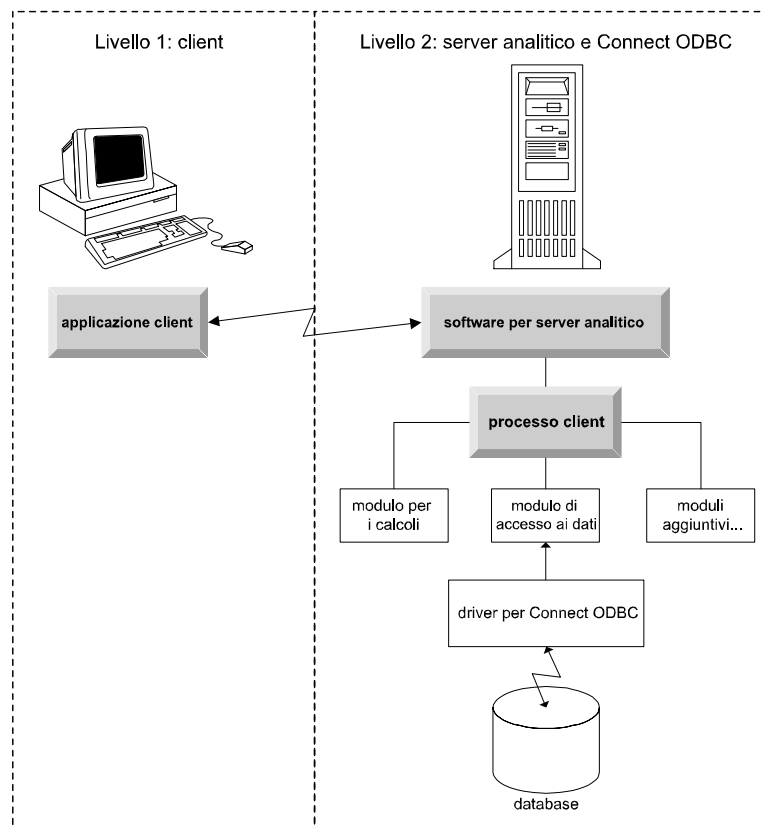 Livello 1: client
Livello 2: server analitico e Connect ODBC
applicazione client
software per server analitico
processo client
modulo per
i calcoli
modulo di
accesso ai dati
moduli
aggiuntivi...
driver per Connect ODBC
database